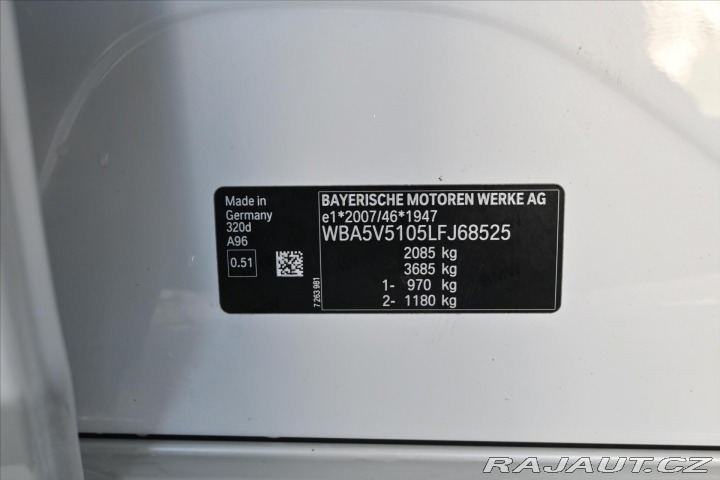 Made in
Germany
320d
A96
0.51
7 263 981
BAYERISCHE MOTOREN WERKE AG
e1*2007/46*1947
WBA5V5105LFJ68525
2085 kg
3685 kg
1- 970 kg
2- 1180 kg
RAJAUT.CZ